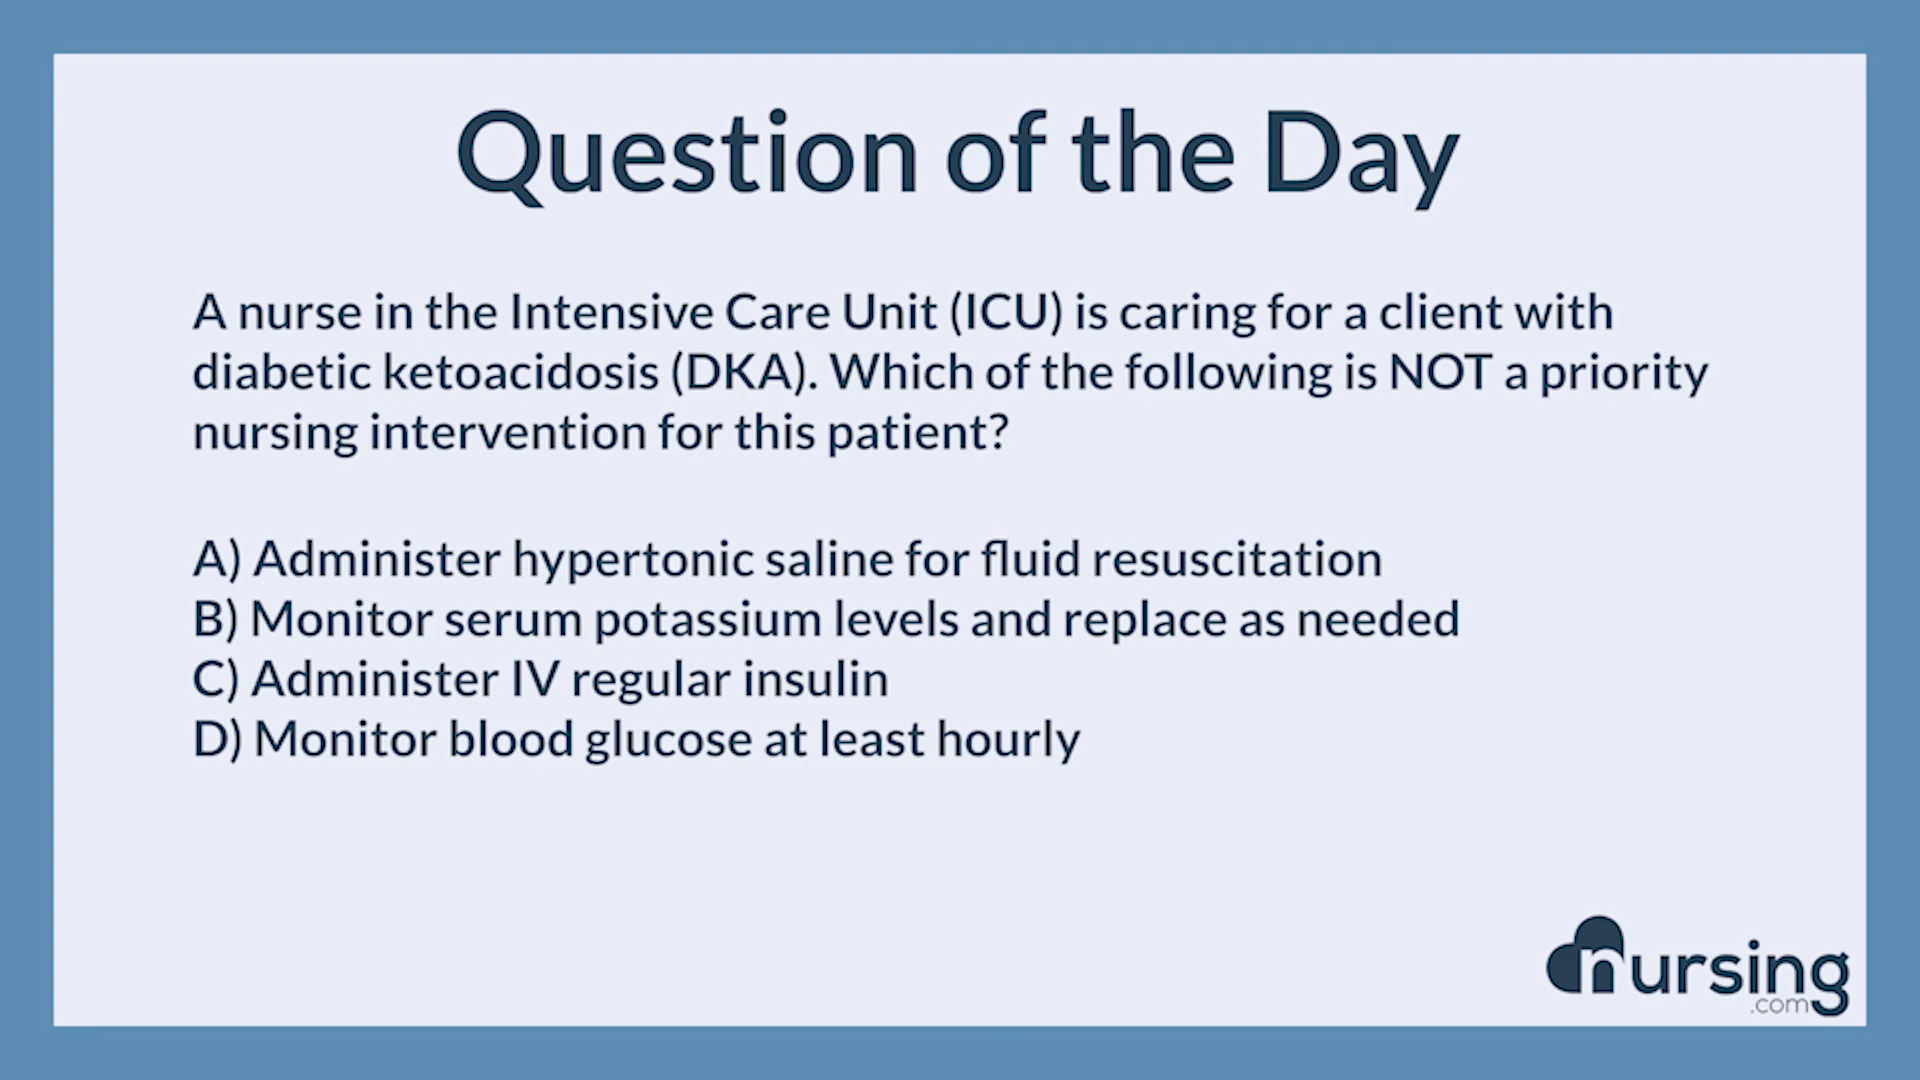 Question of the Day
A nurse in the Intensive Care Unit (ICU) is caring for a client with
diabetic ketoacidosis (DKA). Which of the following is NOT a priority
nursing intervention for this patient?
A) Administer hypertonic saline for fluid resuscitation
B) Monitor serum potassium levels and replace as needed
C) Administer IV regular insulin
D) Monitor blood glucose at least hourly
nursing
.com